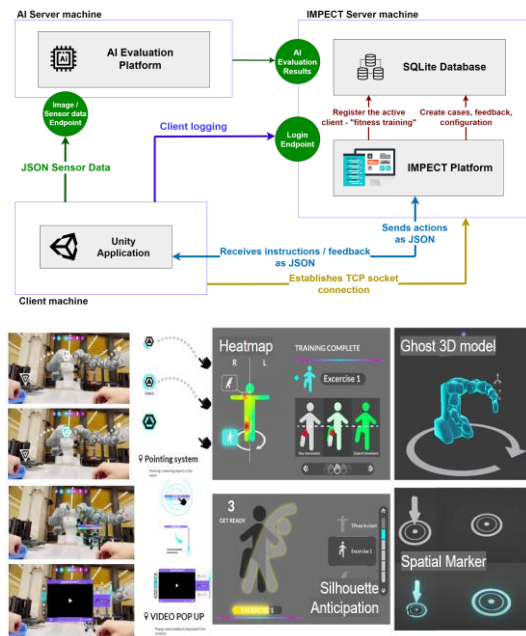 AI Server machine
AI Evaluation
Platform
IMPECT Server machine
AI
Evaluation
Results
SQLite Database
Image /
Sensor data
Endpoint
Register the active
client - "fitness training"
Create cases, feedback,
configuration
Client logging
Login
Endpoint
JSON Sensor Data
IMPECT Platform
Unity
Application
Sends actions
as JSON
Receives instructions / feedback
as JSON
Establishes TCP socket
connection
Client machine
Heatmap
R L
TRAINING COMPLETE
Excercise 1
Ghost 3D model
Pointing system
3
GET READY
Exercise 1
EXERCISE 1
Silhouette
Anticipation
Spatial Marker
VIDEO POP UP